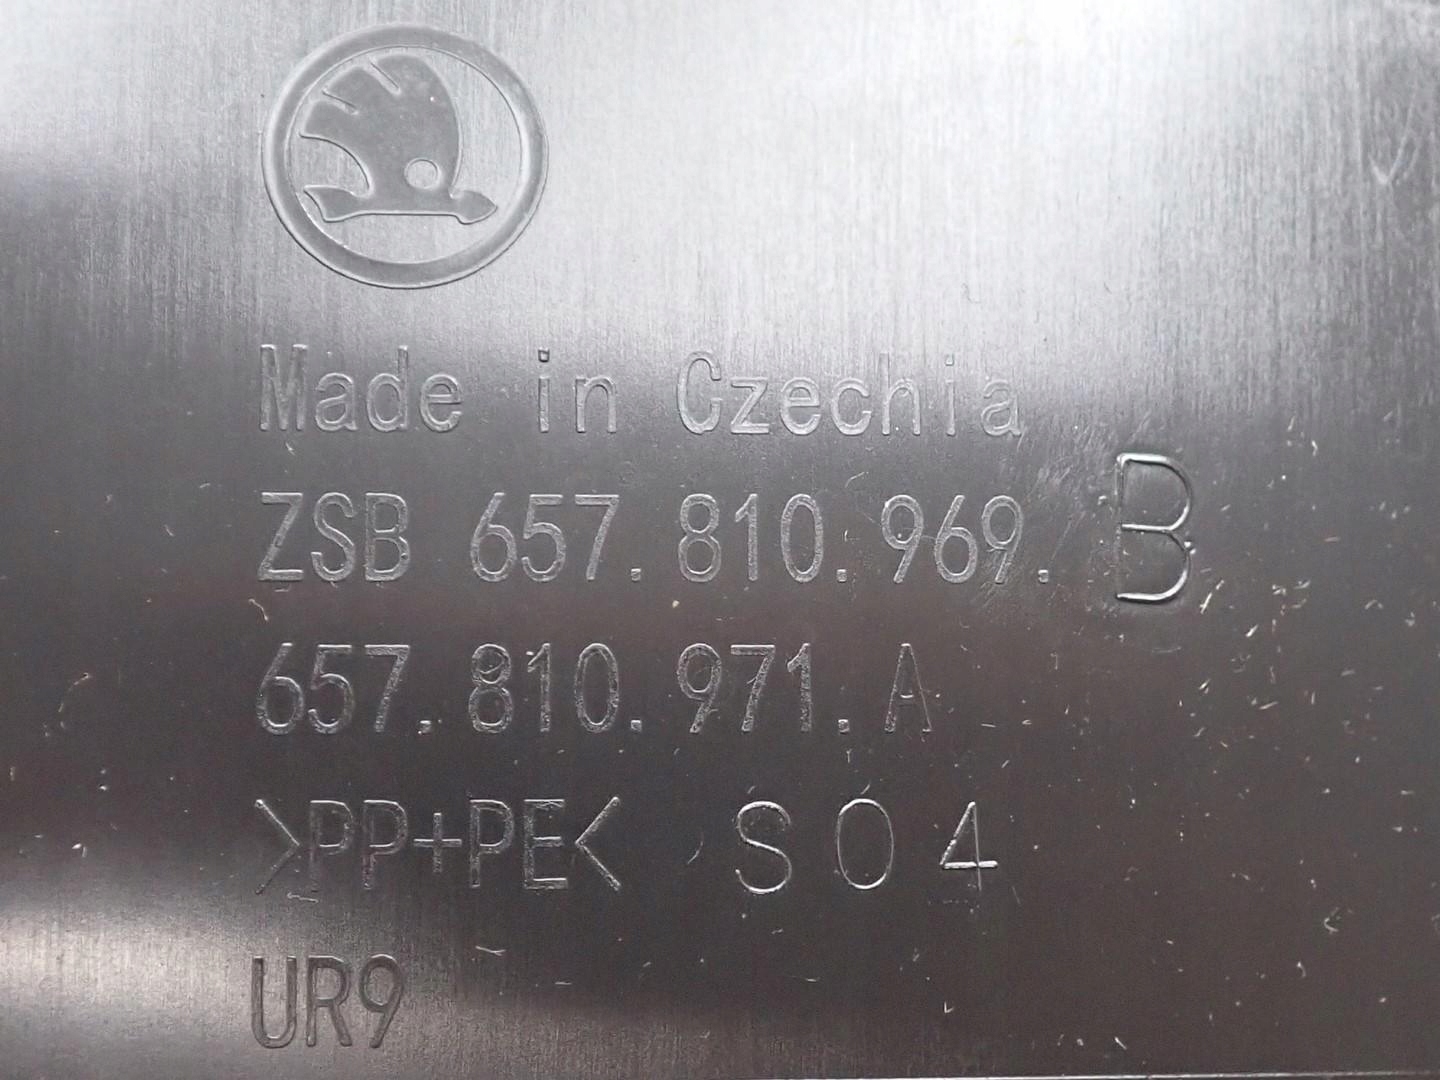 Made in Czechia
ZSB 657.810.969. B
657.810.971.A
>PP+PE< S04
UR9